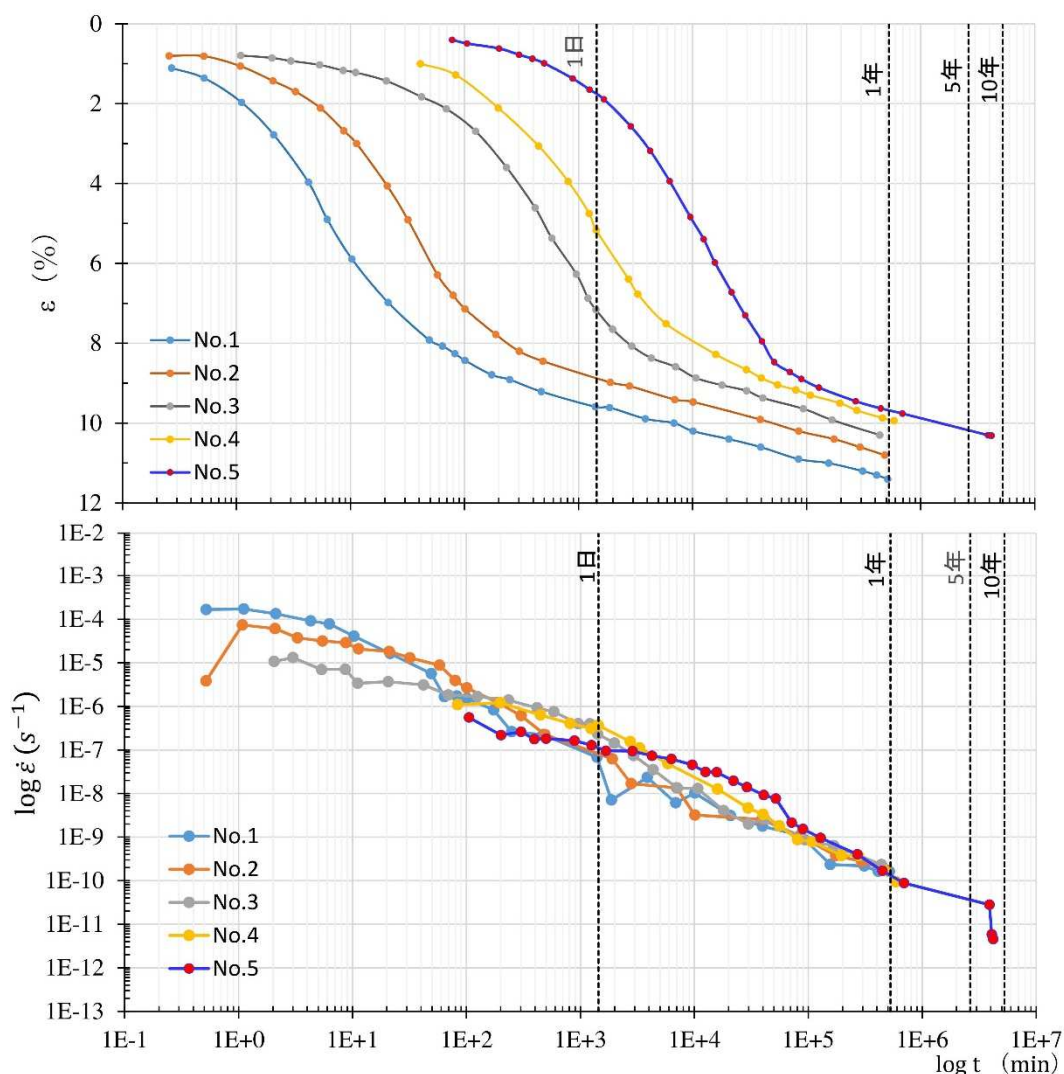 0
2
4
6
8
10
12
ε (%)
1日
1年
5年
10年
No.1
No.2
No.3
No.4
No.5
1E-2
1E-3
1E-4
1E-5
1E-6
1E-7
1E-8
1E-9
1E-10
1E-11
1E-12
1E-13
log ε̇ (s⁻¹)
1日
1年
5年
10年
No.1
No.2
No.3
No.4
No.5
1E-1 1E+0 1E+1 1E+2 1E+3 1E+4 1E+5 1E+6 1E+7
log t (min)